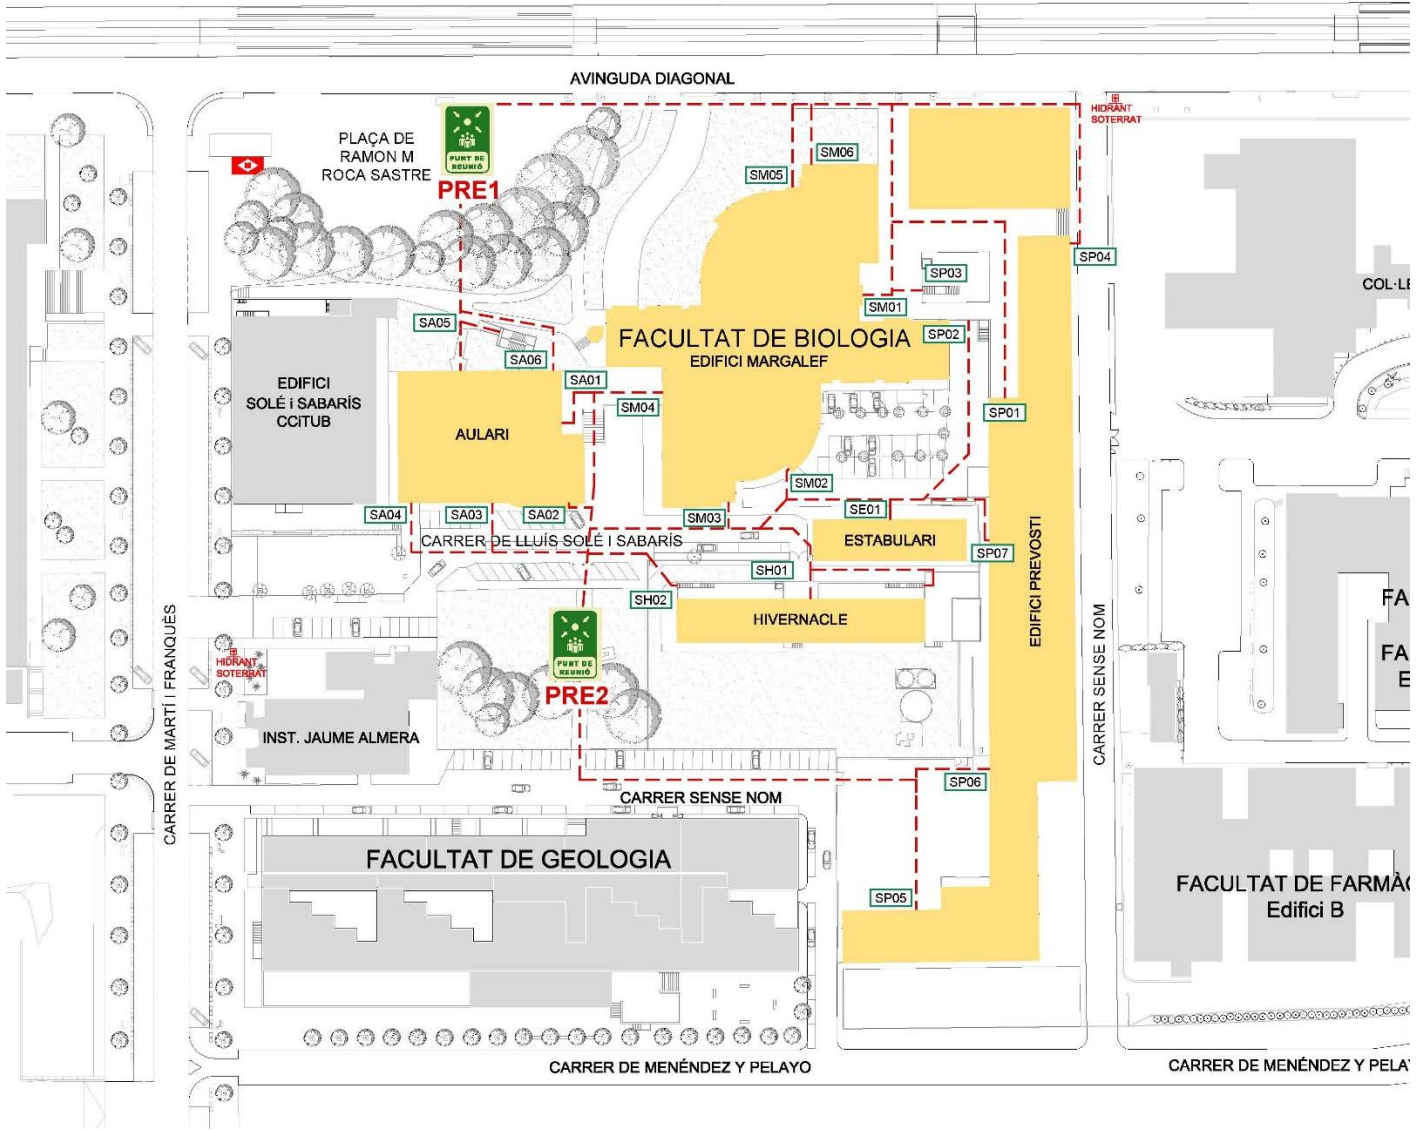 AVINGUDA DIAGONAL
HIDRANT
SOTERRAT
PLAÇA DE
RAMON M
ROCA SASTRE
PUNT DE
REUNIÓ
PRE1
M
SM06
SM05
SP04
SP03
COL·LE
SM01
SA05
SP02
FACULTAT DE BIOLOGIA
EDIFICI MARGALEF
SA06
SA01
EDIFICI
SOLÉ i SABARÍS
CCiTUB
SM04
SP01
AULARI
SM02
SE01
SA04
SA03
SA02
SM03
CARRER DE LLUÍS SOLÉ I SABARÍS
ESTABULARI
SP07
SH01
SH02
EDIFICI PREVOSTI
HIVERNACLE
FA
PUNT DE
REUNIÓ
PRE2
HIDRANT
SOTERRAT
FA
E
CARRER DE MARTÍ I FRANQUÈS
CARRER SENSE NOM
INST. JAUME ALMERA
SP06
CARRER SENSE NOM
FACULTAT DE GEOLOGIA
SP05
FACULTAT DE FARMÀC
Edifici B
CARRER DE MENÉNDEZ Y PELAYO
CARRER DE MENÉNDEZ Y PELAY